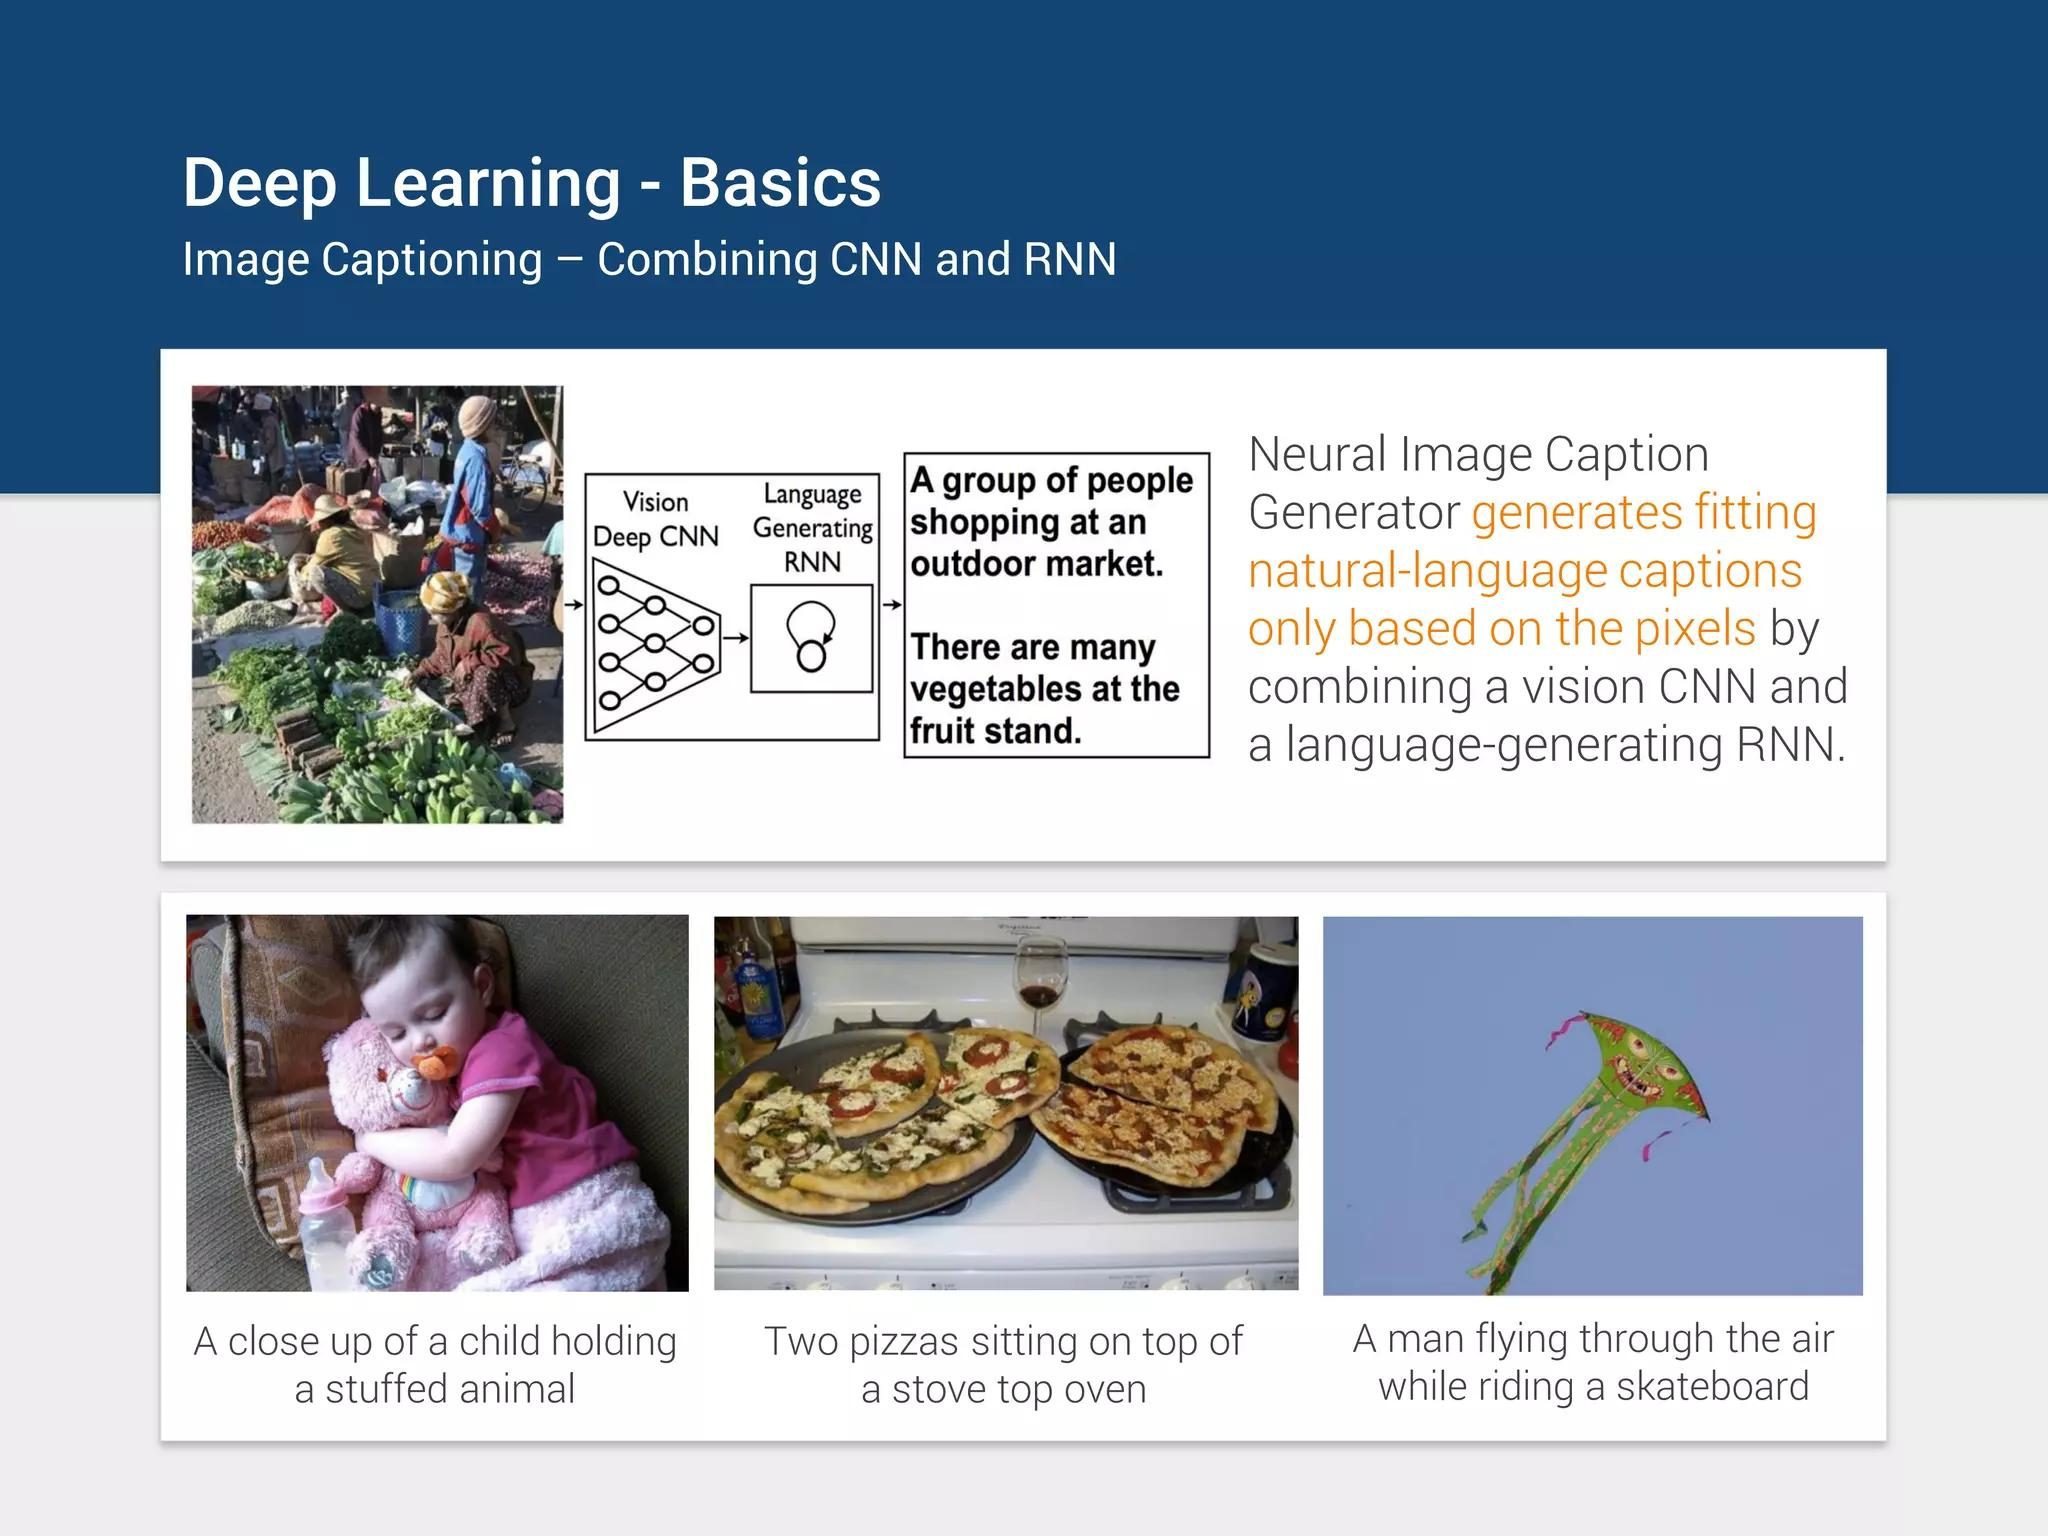 Deep Learning - Basics
Image Captioning – Combining CNN and RNN
Vision
Deep CNN
Language
Generating
RNN
A group of people
shopping at an
outdoor market.
There are many
vegetables at the
fruit stand.
Neural Image Caption
Generator generates fitting
natural-language captions
only based on the pixels by
combining a vision CNN and
a language-generating RNN.
A close up of a child holding
a stuffed animal
Two pizzas sitting on top of
a stove top oven
A man flying through the air
while riding a skateboard